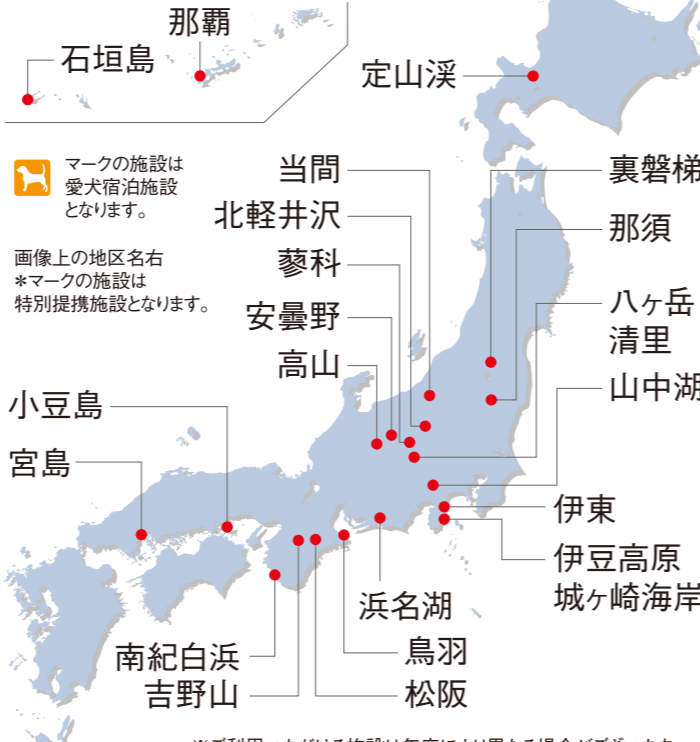 那覇
石垣島
定山渓
マークの施設は
愛犬宿泊施設
となります。
画像上の地区名右
*マークの施設は
特別提携施設となります。
当間
北軽井沢
蓼科
安曇野
高山
裏磐梯
那須
八ヶ岳
清里
山中湖
小豆島
宮島
伊東
伊豆高原
城ヶ崎海岸
浜名湖
南紀白浜
鳥羽
吉野山
松阪